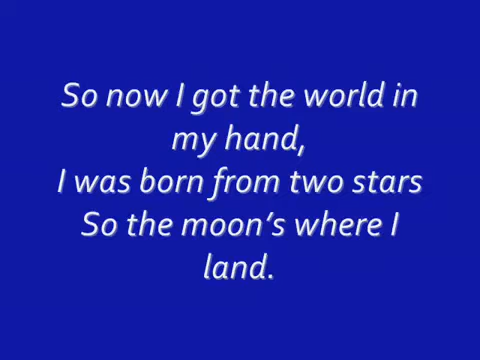 So now I got the world in
my hand,
I was born from two stars
So the moon's where I
land.